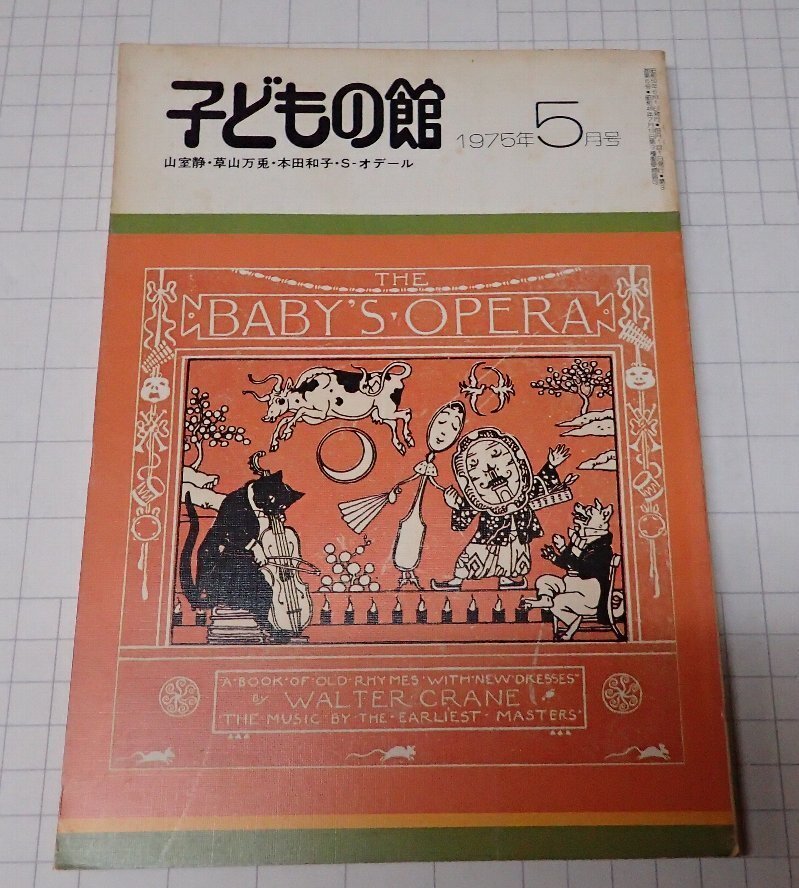 子どもの館
1975年5月号
山室静・草山万兎・本田和子・S-オデール
THE
BABY'S・OPERA
"A・BOOK・OF・OLD・RHYMES・WITH・NEW・DRESSES"
BY WALTER・CRANE
"THE・MUSIC・BY・THE・EARLIEST・MASTERS"